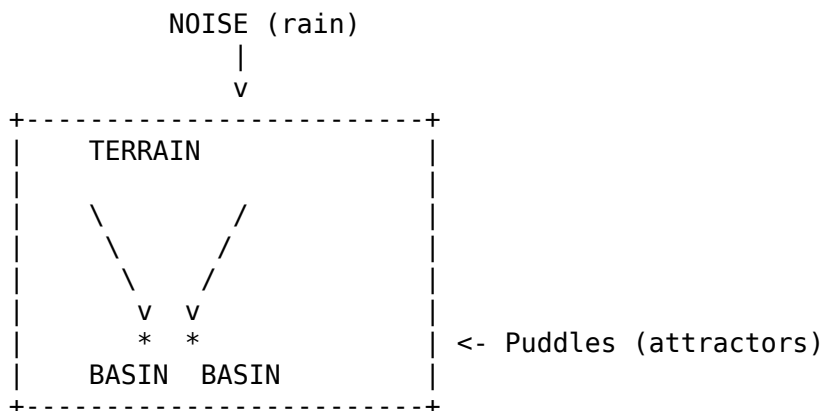 NOISE (rain)
|
v
+--------------------------+
| TERRAIN |
| |
| \ / |
| \ / |
| \ / |
| v v |
| * * | <- Puddles (attractors)
| BASIN BASIN |
+--------------------------+